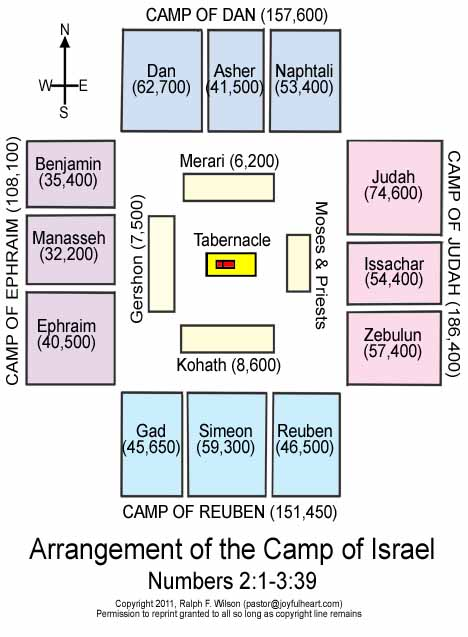 CAMP OF DAN (157,600)
N
W E
S
Dan
(62,700)
Asher
(41,500)
Naphtali
(53,400)
CAMP OF EPHRAIM (108,100)
Benjamin
(35,400)
Manasseh
(32,200)
Ephraim
(40,500)
Merari (6,200)
Gershon (7,500)
Tabernacle
Moses & Priests
Kohath (8,600)
Judah
(74,600)
Issachar
(54,400)
Zebulun
(57,400)
CAMP OF JUDAH (186,400)
Gad
(45,650)
Simeon
(59,300)
Reuben
(46,500)
CAMP OF REUBEN (151,450)
Arrangement of the Camp of Israel
Numbers 2:1-3:39
Copyright 2011, Ralph F. Wilson (pastor@joyfulheart.com)
Permission to reprint granted to all so long as copyright line remains